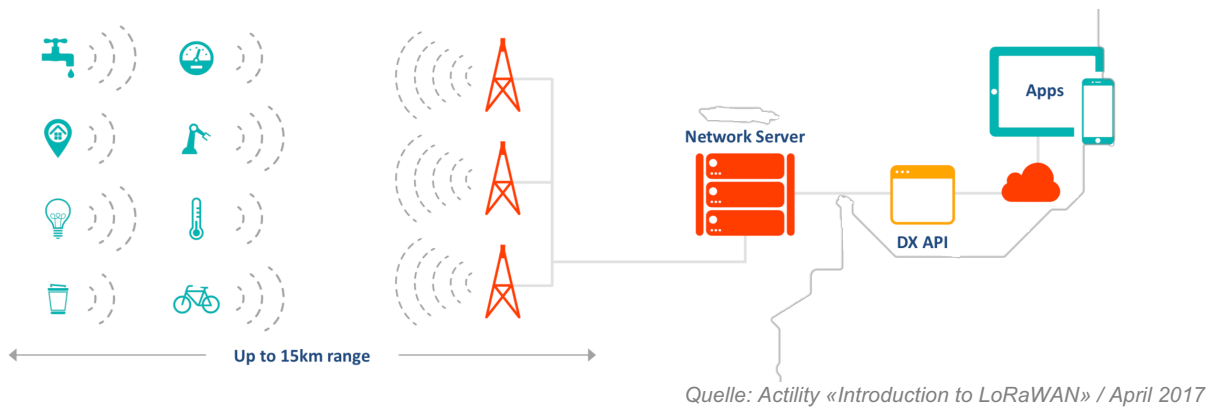 Apps
Network Server
DX API
Up to 15km range
Quelle: Actility «Introduction to LoRaWAN» / April 2017